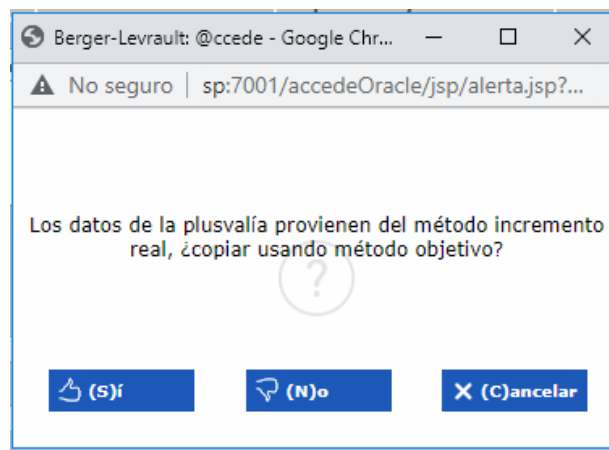 Berger-Levrault: @ccede - Google Chr...
No seguro sp:7001/accedeOracle/jsp/alerta.jsp?...
Los datos de la plusvalía provienen del método incremento
real, ¿copiar usando método objetivo?
?
(S)í (N)o (C)ancelar